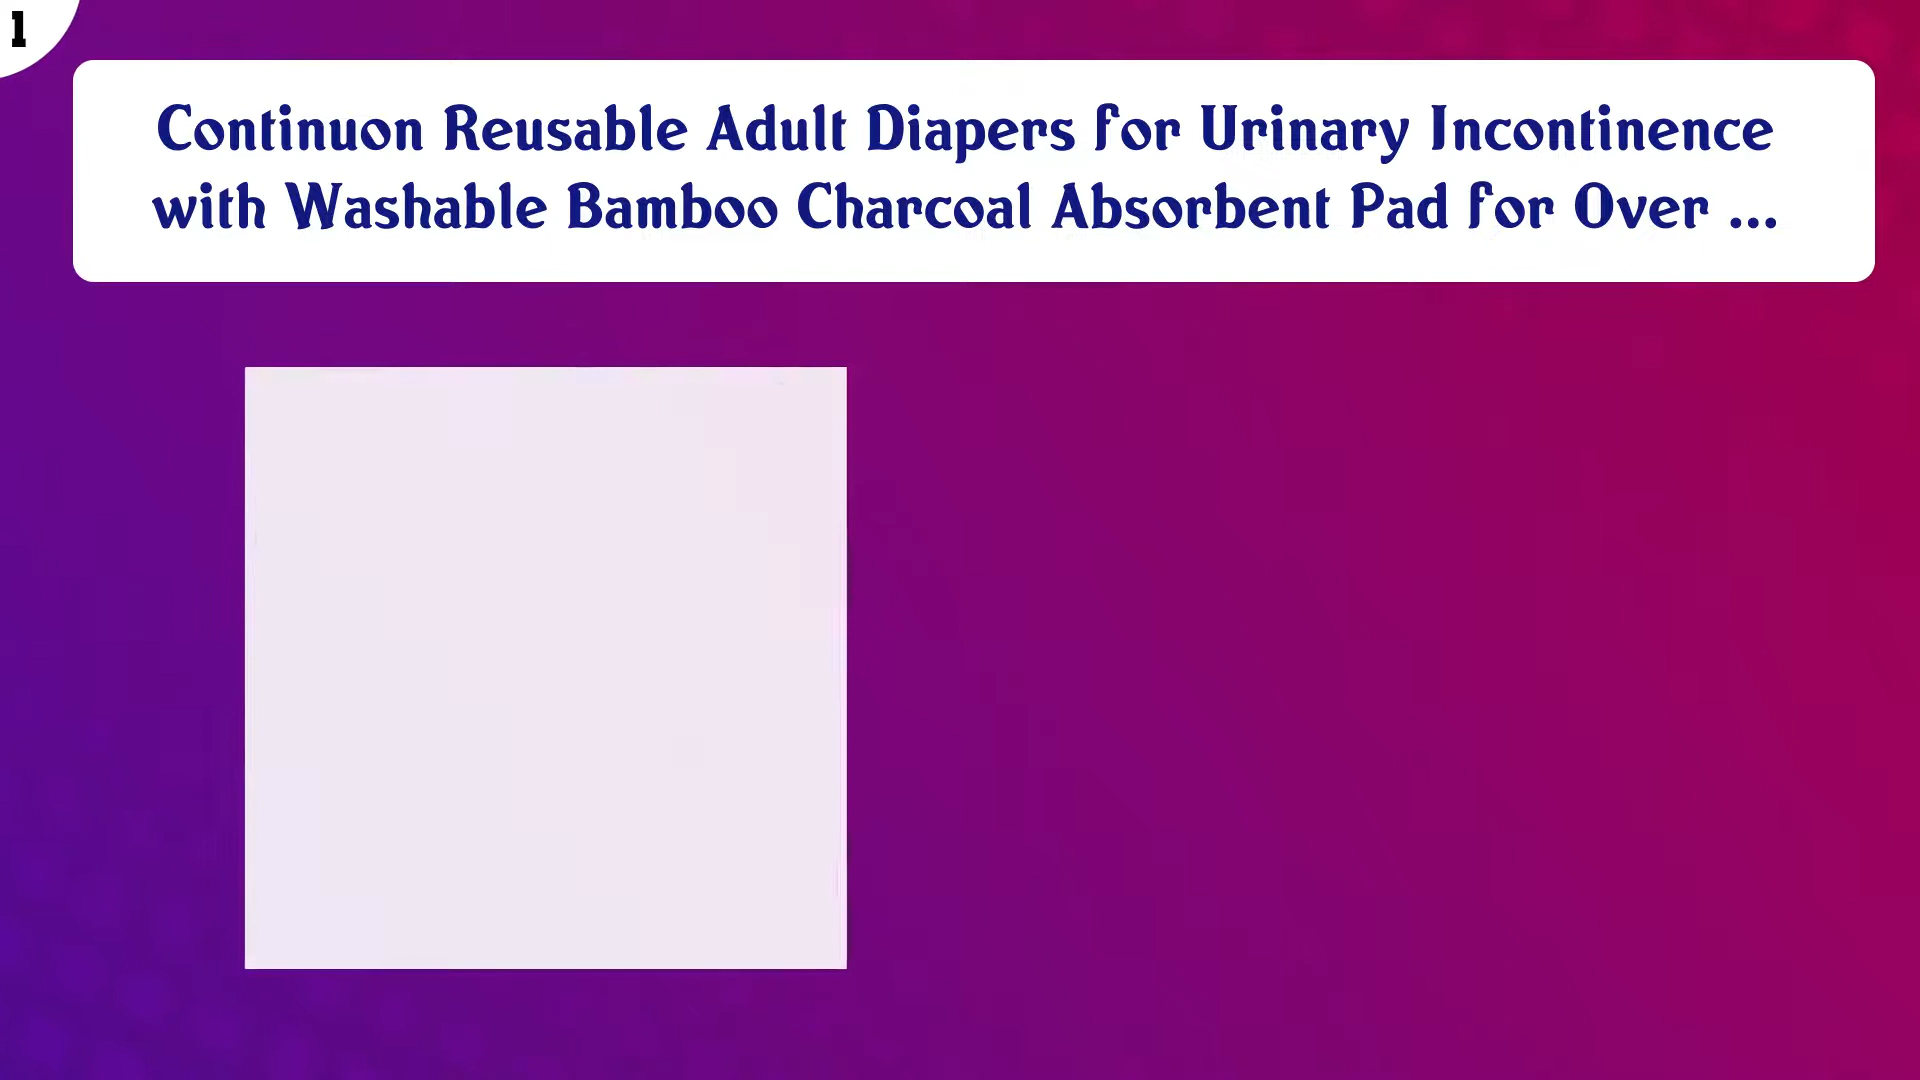 1
Continuon Reusable Adult Diapers for Urinary Incontinence
with Washable Bamboo Charcoal Absorbent Pad for Over ...